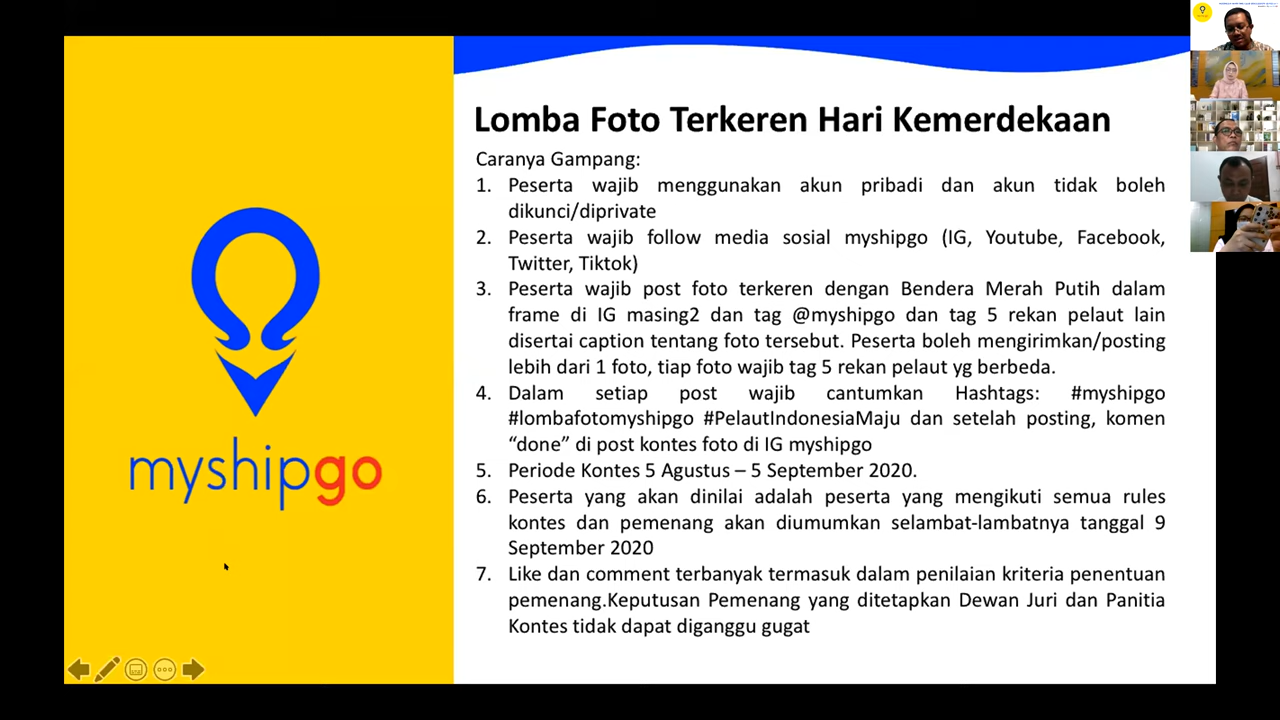 Lomba Foto Terkeren Hari Kemerdekaan
Caranya Gampang:
1. Peserta wajib menggunakan akun pribadi dan akun tidak boleh
dikunci/diprivate
2. Peserta wajib follow media sosial myshipgo (IG, Youtube, Facebook,
Twitter, Tiktok)
3. Peserta wajib post foto terkeren dengan Bendera Merah Putih dalam
frame di IG masing2 dan tag @myshipgo dan tag 5 rekan pelaut lain
disertai caption tentang foto tersebut. Peserta boleh mengirimkan/posting
lebih dari 1 foto, tiap foto wajib tag 5 rekan pelaut yg berbeda.
4. Dalam setiap post wajib cantumkan Hashtags: #myshipgo
#lombafotomyshipgo #PelautIndonesiaMaju dan setelah posting, komen
“done” di post kontes foto di IG myshipgo
5. Periode Kontes 5 Agustus – 5 September 2020.
6. Peserta yang akan dinilai adalah peserta yang mengikuti semua rules
kontes dan pemenang akan diumumkan selambat-lambatnya tanggal 9
September 2020
7. Like dan comment terbanyak termasuk dalam penilaian kriteria penentuan
pemenang.Keputusan Pemenang yang ditetapkan Dewan Juri dan Panitia
Kontes tidak dapat diganggu gugat
myshipgo